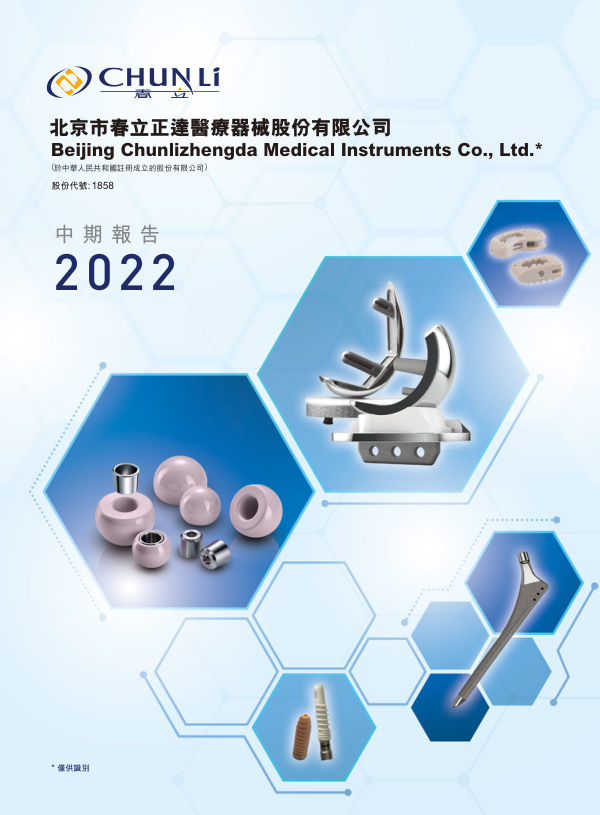 CHUNLi
春立
北京市春立正達醫療器械股份有限公司
Beijing Chunlizhengda Medical Instruments Co., Ltd.*
(於中華人民共和國註冊成立的股份有限公司)
股份代號: 1858
中期報告
2022
* 僅供識別